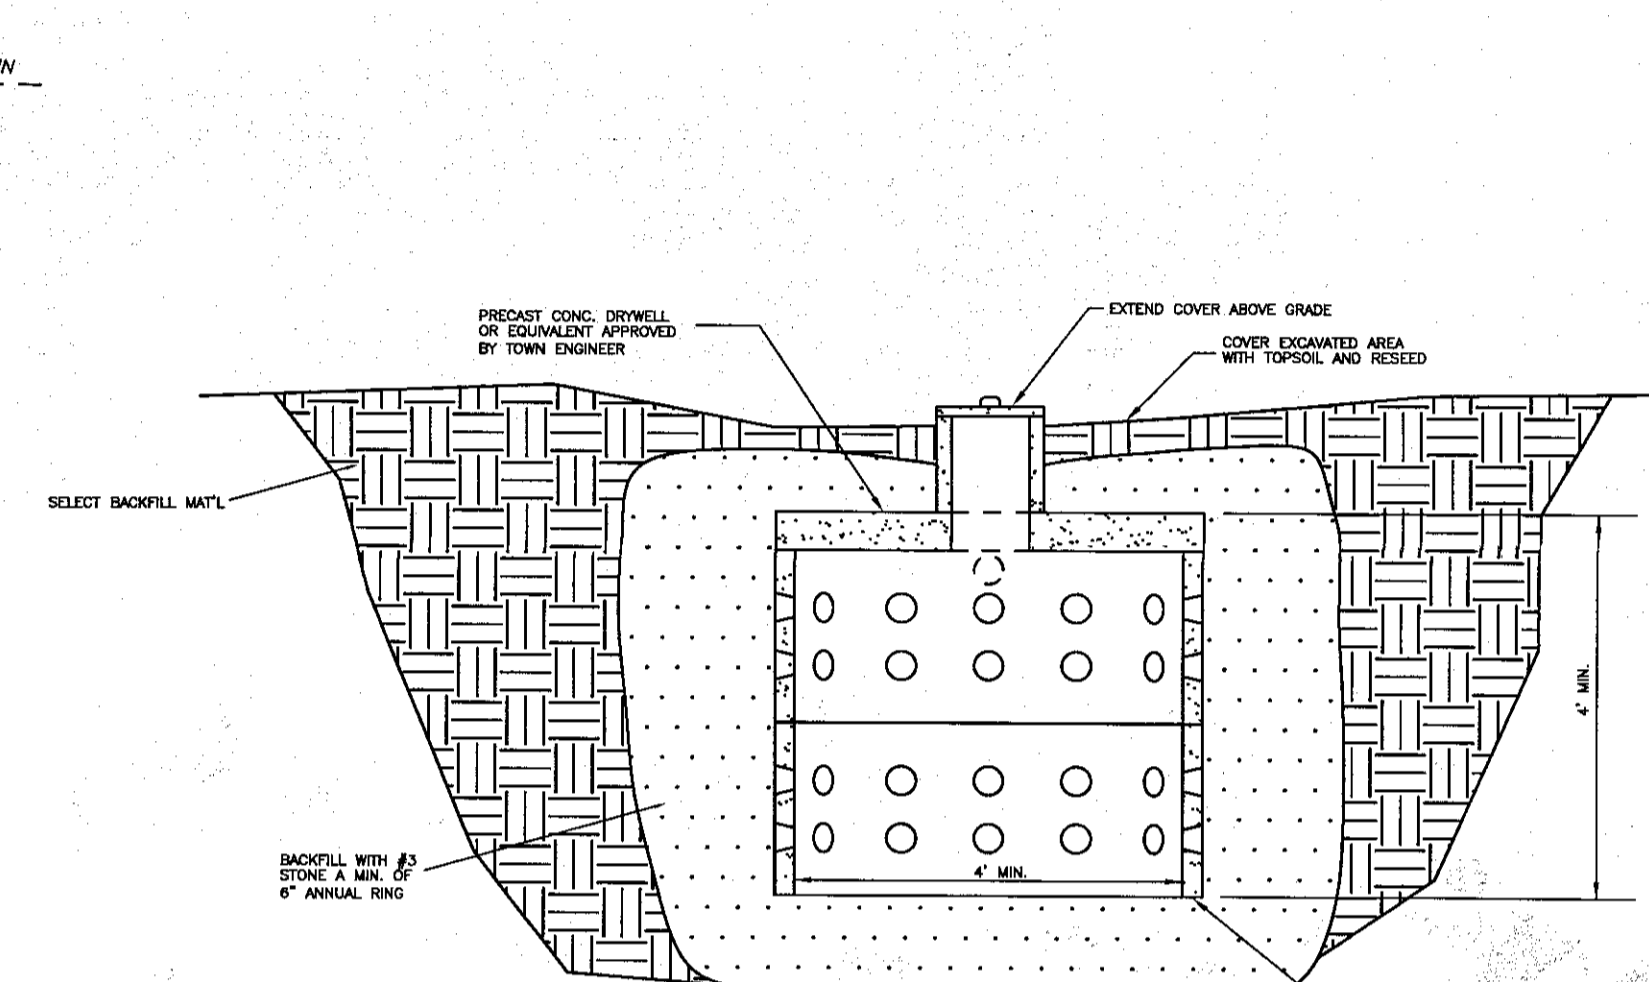 PRECAST CONC. DRYWELL
OR EQUIVALENT APPROVED
BY TOWN ENGINEER
EXTEND COVER ABOVE GRADE
COVER EXCAVATED AREA
WITH TOPSOIL AND RESEED
SELECT BACKFILL MAT'L
4' MIN.
BACKFILL WITH #3
STONE A MIN. OF
6" ANNUAL RING
4' MIN.